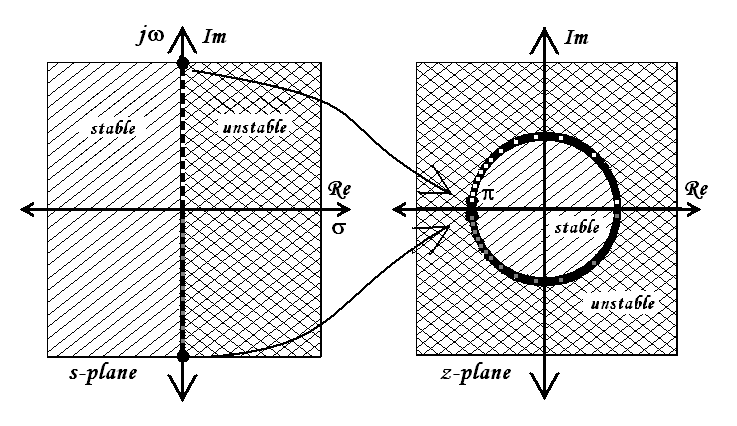 jω Im
stable
unstable
Re
σ
s-plane
Im
π
Re
stable
unstable
z-plane